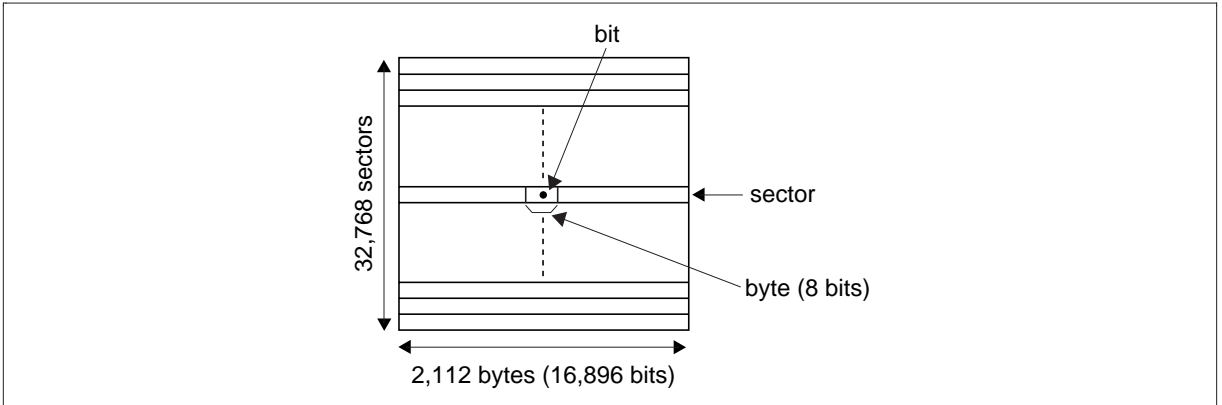 bit
32,768 sectors
sector
byte (8 bits)
2,112 bytes (16,896 bits)